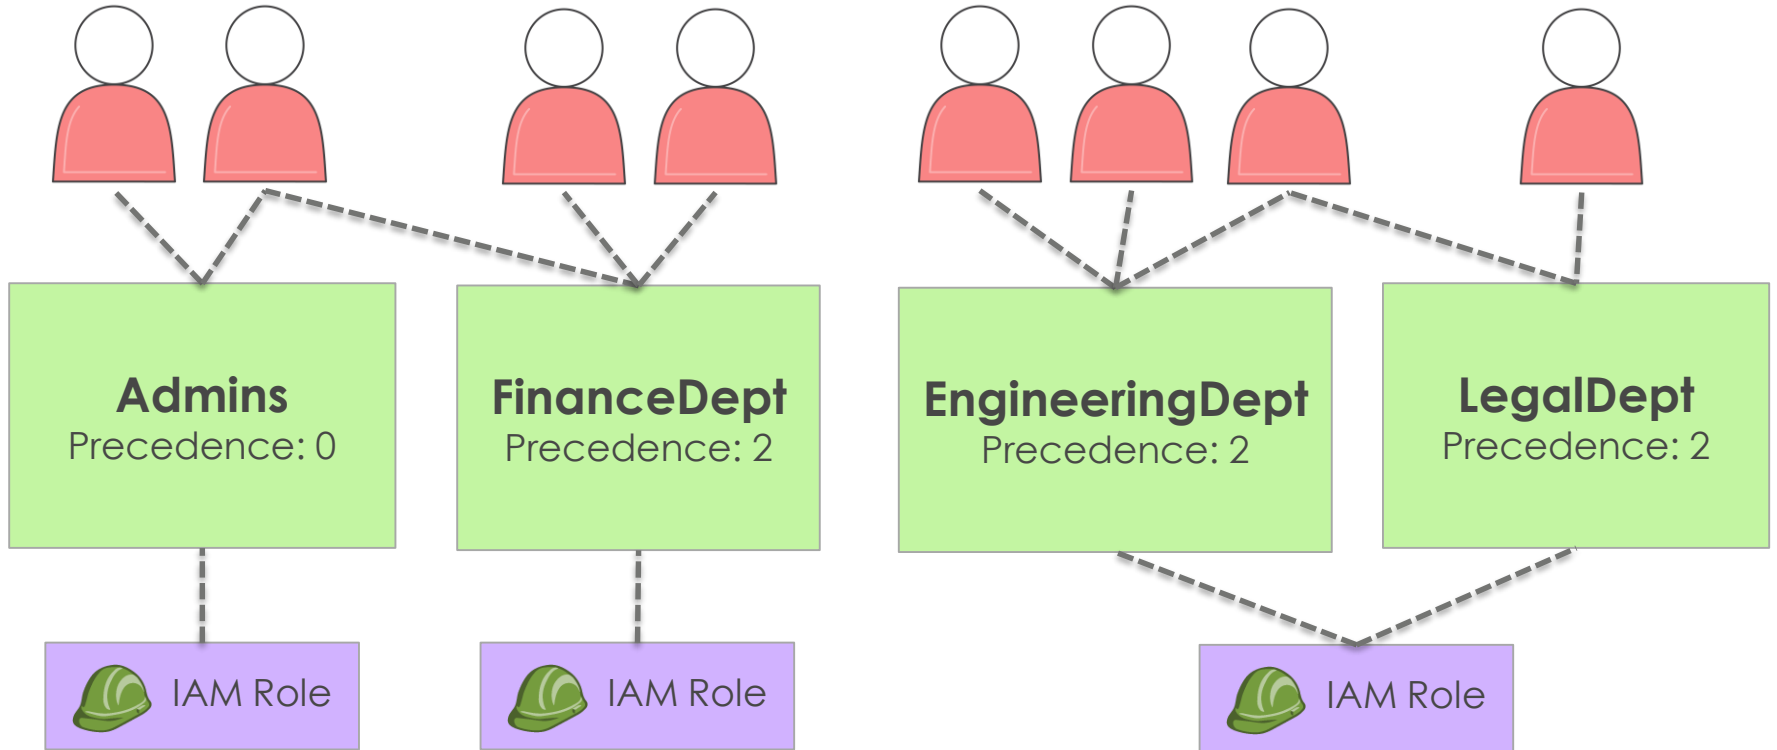 Admins
Precedence: 0
FinanceDept
Precedence: 2
EngineeringDept
Precedence: 2
LegalDept
Precedence: 2
IAM Role
IAM Role
IAM Role